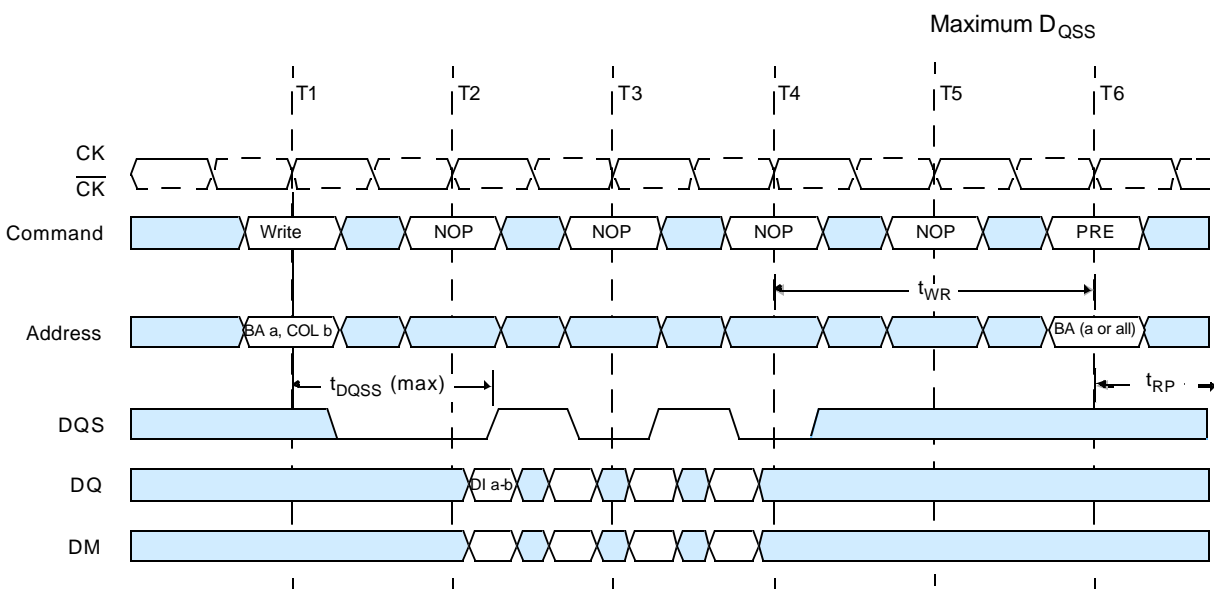 Maximum DQSS
T1 T2 T3 T4 T5 T6
CK
CK
Command Write NOP NOP NOP NOP PRE
tWR
Address BA a, COL b BA (a or all)
tDQSS (max) tRP
DQS
DQ DI a-b
DM